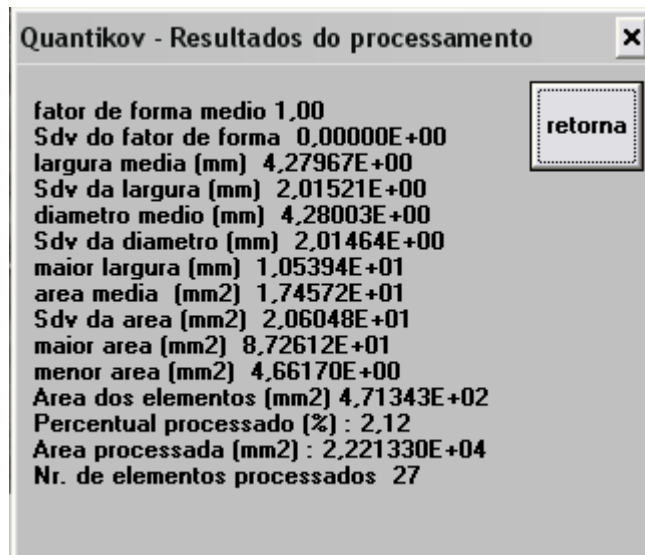 Quantikov - Resultados do processamento
retorna
fator de forma medio 1,00
Sdv do fator de forma 0,00000E+00
largura media (mm) 4,27967E+00
Sdv da largura (mm) 2,01521E+00
diametro medio (mm) 4,28003E+00
Sdv da diametro (mm) 2,01464E+00
maior largura (mm) 1,05394E+01
area media (mm2) 1,74572E+01
Sdv da area (mm2) 2,06048E+01
maior area (mm2) 8,72612E+01
menor area (mm2) 4,66170E+00
Area dos elementos (mm2) 4,71343E+02
Percentual processado (%) : 2,12
Area processada (mm2) : 2,221330E+04
Nr. de elementos processados 27